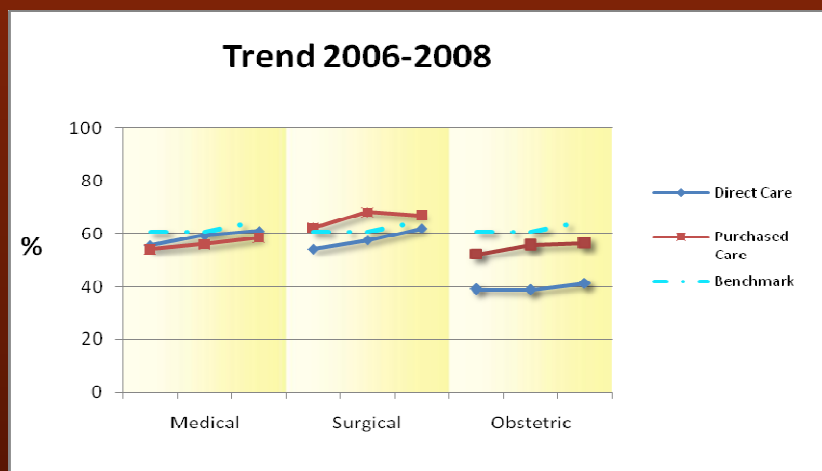 Trend 2006-2008
100
80
60
40
20
0
%
Medical
Surgical
Obstetric
Direct Care
Purchased
Care
Benchmark